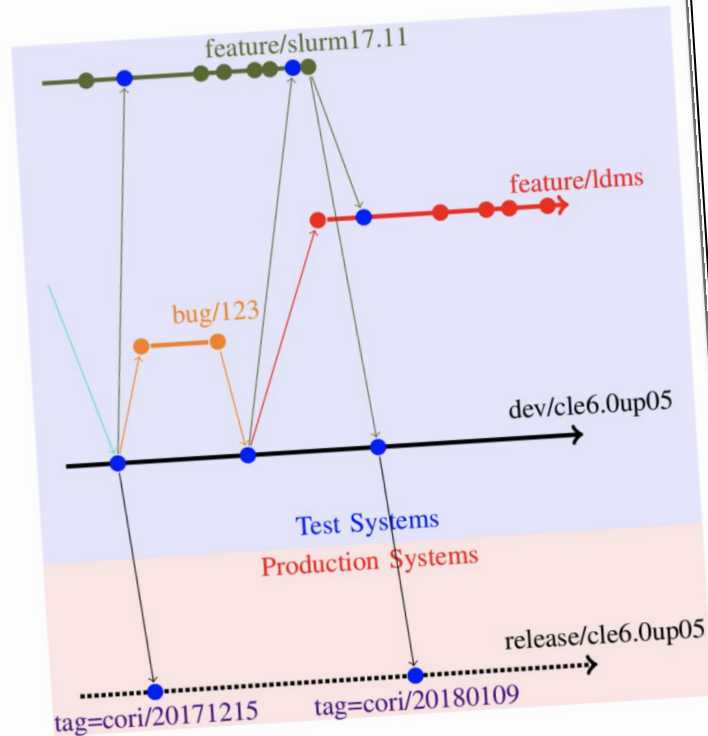 feature/slurm17.11
feature/ldms
bug/123
dev/cle6.0up05
Test Systems
Production Systems
release/cle6.0up05
tag=cori/20171215
tag=cori/20180109